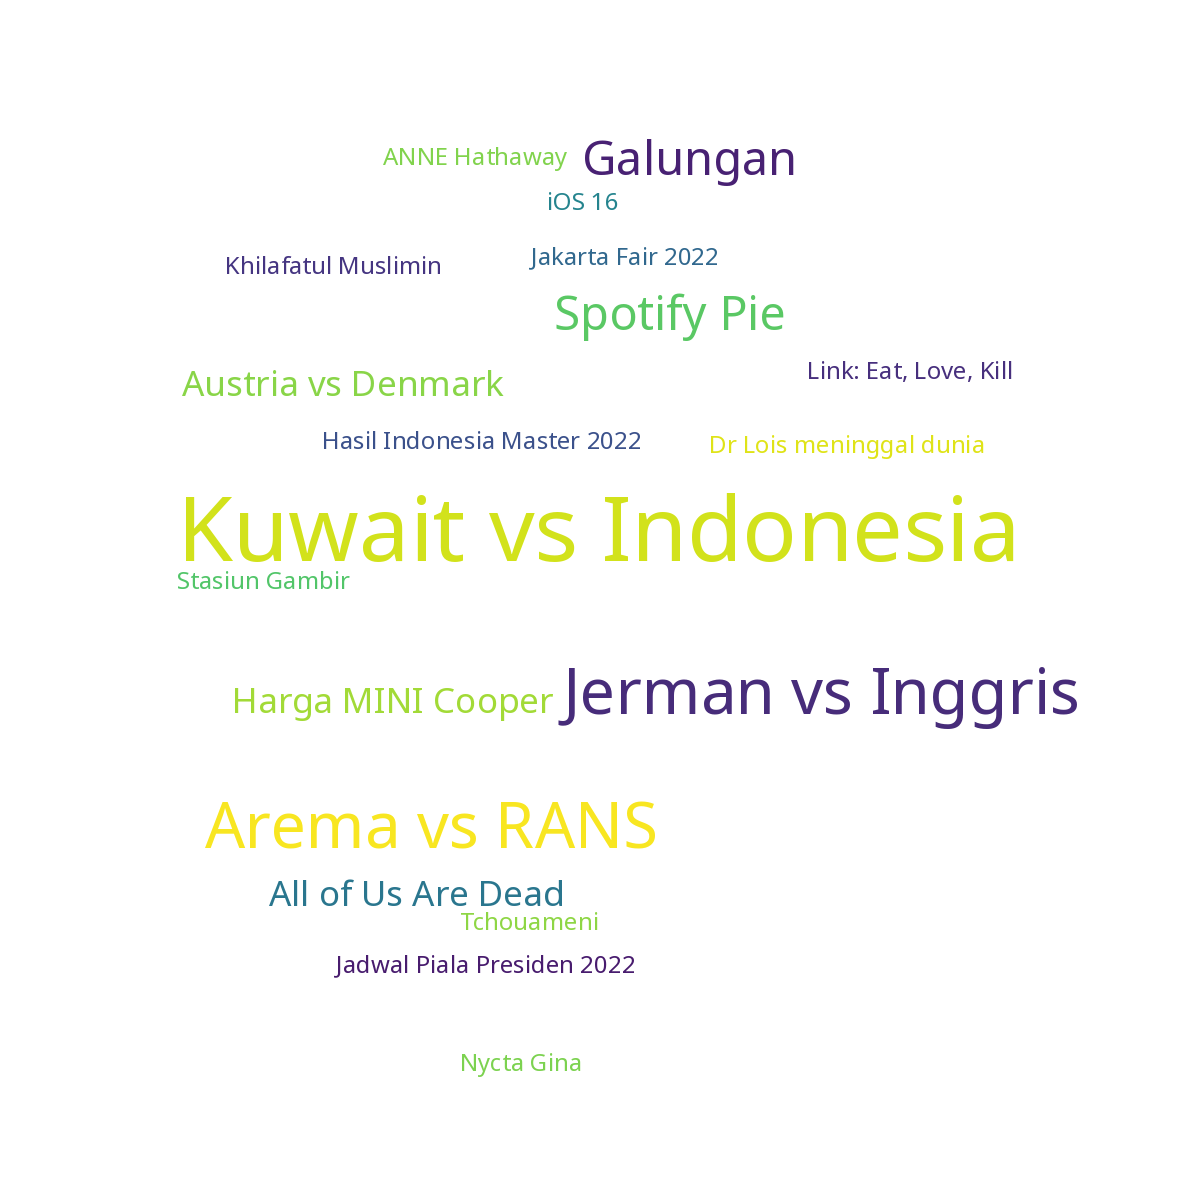 ANNE Hathaway
Galungan
iOS 16
Khilafatul Muslimin
Jakarta Fair 2022
Spotify Pie
Austria vs Denmark
Link: Eat, Love, Kill
Hasil Indonesia Master 2022
Dr Lois meninggal dunia
Kuwait vs Indonesia
Stasiun Gambir
Harga MINI Cooper
Jerman vs Inggris
Arema vs RANS
All of Us Are Dead
Tchouameni
Jadwal Piala Presiden 2022
Nycta Gina